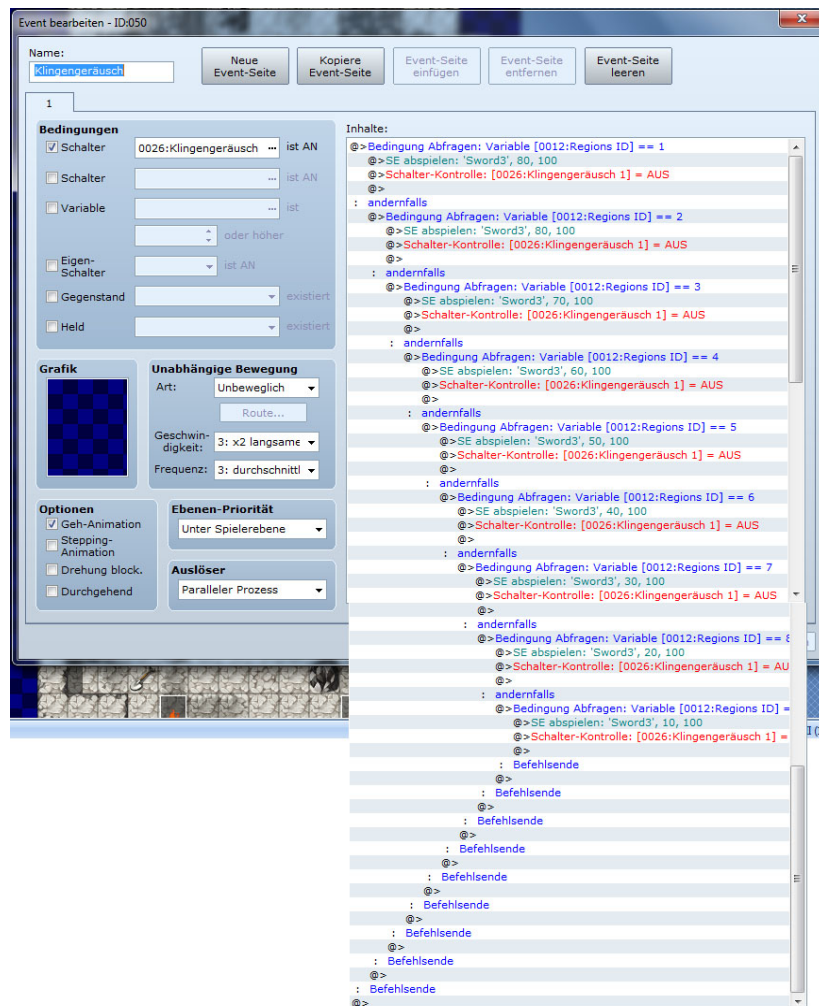 Event bearbeiten - ID:050
Name:
Klingengeräusch
Neue
Event-Seite
Kopiere
Event-Seite
Event-Seite
einfügen
Event-Seite
entfernen
Event-Seite
leeren
1
Bedingungen
Schalter 0026:Klingengeräusch ... ist AN
Schalter ... ist AN
Variable ... ist
oder höher
Eigen-
Schalter ist AN
Gegenstand existiert
Held existiert
Grafik
Unabhängige Bewegung
Art: Unbeweglich
Route...
Geschwin-
digkeit: 3: x2 langsame
Frequenz: 3: durchschnittl
Optionen
Geh-Animation
Stepping-
Animation
Drehung block.
Durchgehend
Ebenen-Priorität
Unter Spielerebene
Auslöser
Paralleler Prozess
Inhalte:
@>Bedingung Abfragen: Variable [0012:Regions ID] == 1
@>SE abspielen: 'Sword3', 80, 100
@>Schalter-Kontrolle: [0026:Klingengeräusch 1] = AUS
@>
: andernfalls
@>Bedingung Abfragen: Variable [0012:Regions ID] == 2
@>SE abspielen: 'Sword3', 80, 100
@>Schalter-Kontrolle: [0026:Klingengeräusch 1] = AUS
@>
: andernfalls
@>Bedingung Abfragen: Variable [0012:Regions ID] == 3
@>SE abspielen: 'Sword3', 70, 100
@>Schalter-Kontrolle: [0026:Klingengeräusch 1] = AUS
@>
: andernfalls
@>Bedingung Abfragen: Variable [0012:Regions ID] == 4
@>SE abspielen: 'Sword3', 60, 100
@>Schalter-Kontrolle: [0026:Klingengeräusch 1] = AUS
@>
: andernfalls
@>Bedingung Abfragen: Variable [0012:Regions ID] == 5
@>SE abspielen: 'Sword3', 50, 100
@>Schalter-Kontrolle: [0026:Klingengeräusch 1] = AUS
@>
: andernfalls
@>Bedingung Abfragen: Variable [0012:Regions ID] == 6
@>SE abspielen: 'Sword3', 40, 100
@>Schalter-Kontrolle: [0026:Klingengeräusch 1] = AUS
@>
: andernfalls
@>Bedingung Abfragen: Variable [0012:Regions ID] == 7
@>SE abspielen: 'Sword3', 30, 100
@>Schalter-Kontrolle: [0026:Klingengeräusch 1] = AUS
@>
: andernfalls
@>Bedingung Abfragen: Variable [0012:Regions ID] == 8
@>SE abspielen: 'Sword3', 20, 100
@>Schalter-Kontrolle: [0026:Klingengeräusch 1] = AU
@>
: andernfalls
@>Bedingung Abfragen: Variable [0012:Regions ID] =
@>SE abspielen: 'Sword3', 10, 100
@>Schalter-Kontrolle: [0026:Klingengeräusch 1] =
@>
: Befehlsende
@>
: Befehlsende
@>
: Befehlsende
@>
: Befehlsende
@>
: Befehlsende
@>
: Befehlsende
@>
: Befehlsende
@>
: Befehlsende
@>
: Befehlsende
@>